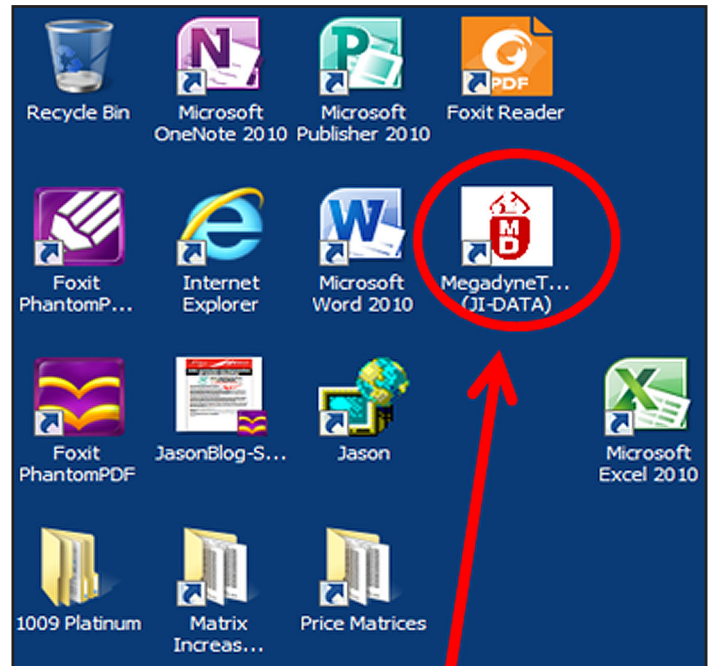 Recycle Bin
Microsoft
OneNote 2010
Microsoft
Publisher 2010
PDF
Foxit Reader
Foxit
PhantomP...
Internet
Explorer
W
Microsoft
Word 2010
MD
MegadyneT...
(JI-DATA)
Foxit
PhantomPDF
JasonBlog-S...
Jason
Microsoft
Excel 2010
1009 Platinum
Matrix
Increas...
Price Matrices